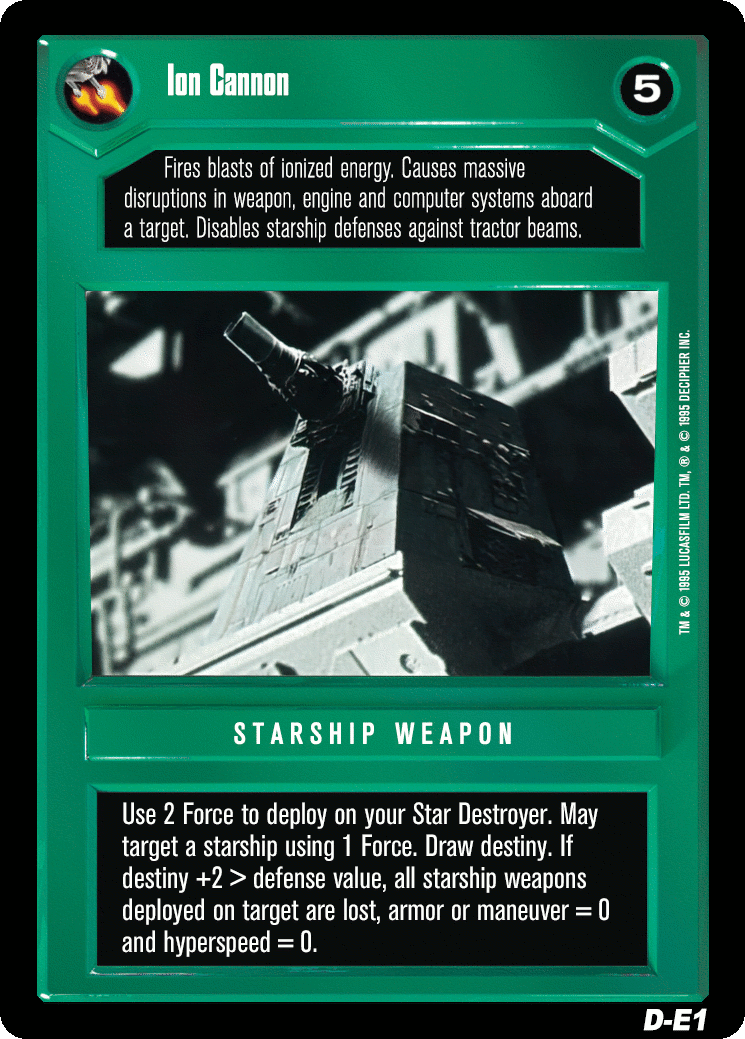 Ion Cannon
5
Fires blasts of ionized energy. Causes massive
disruptions in weapon, engine and computer systems aboard
a target. Disables starship defenses against tractor beams.
TM & © 1995 LUCASFILM LTD. TM, ® & © 1995 DECIPHER INC.
STARSHIP WEAPON
Use 2 Force to deploy on your Star Destroyer. May
target a starship using 1 Force. Draw destiny. If
destiny +2 > defense value, all starship weapons
deployed on target are lost, armor or maneuver = 0
and hyperspeed = 0.
D-E1